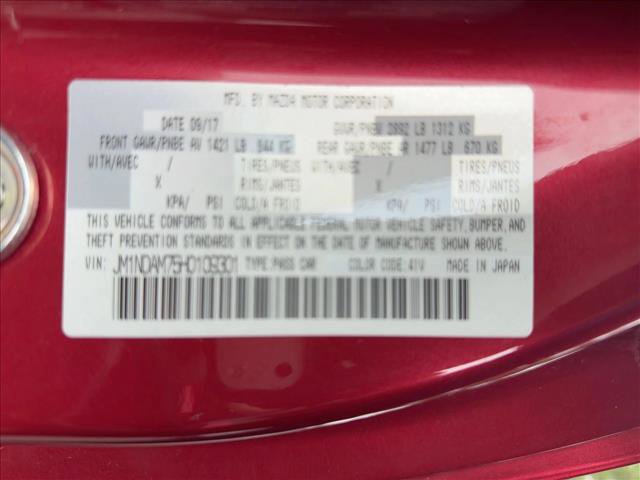 MFD. BY MAZDA MOTOR CORPORATION
DATE 09/17 GVWR/PNBV 2892 LB 1312 KG
FRONT GAWR/PNBE AV 1421 LB 644 KG REAR GAWR/PNBE AR 1477 LB 670 KG
WITH/AVEC / TIRES/PNEUS WITH/AVEC / TIRES/PNEUS
X RIMS/JANTES X RIMS/JANTES
KPA/ PSI COLD/A FROID KPA/ PSI COLD/A FROID
THIS VEHICLE CONFORMS TO ALL APPLICABLE FEDERAL MOTOR VEHICLE SAFETY, BUMPER, AND
THEFT PREVENTION STANDARDS IN EFFECT ON THE DATE OF MANUFACTURE SHOWN ABOVE.
VIN: TYPE:PASS CAR COLOR CODE:41V MADE IN JAPAN